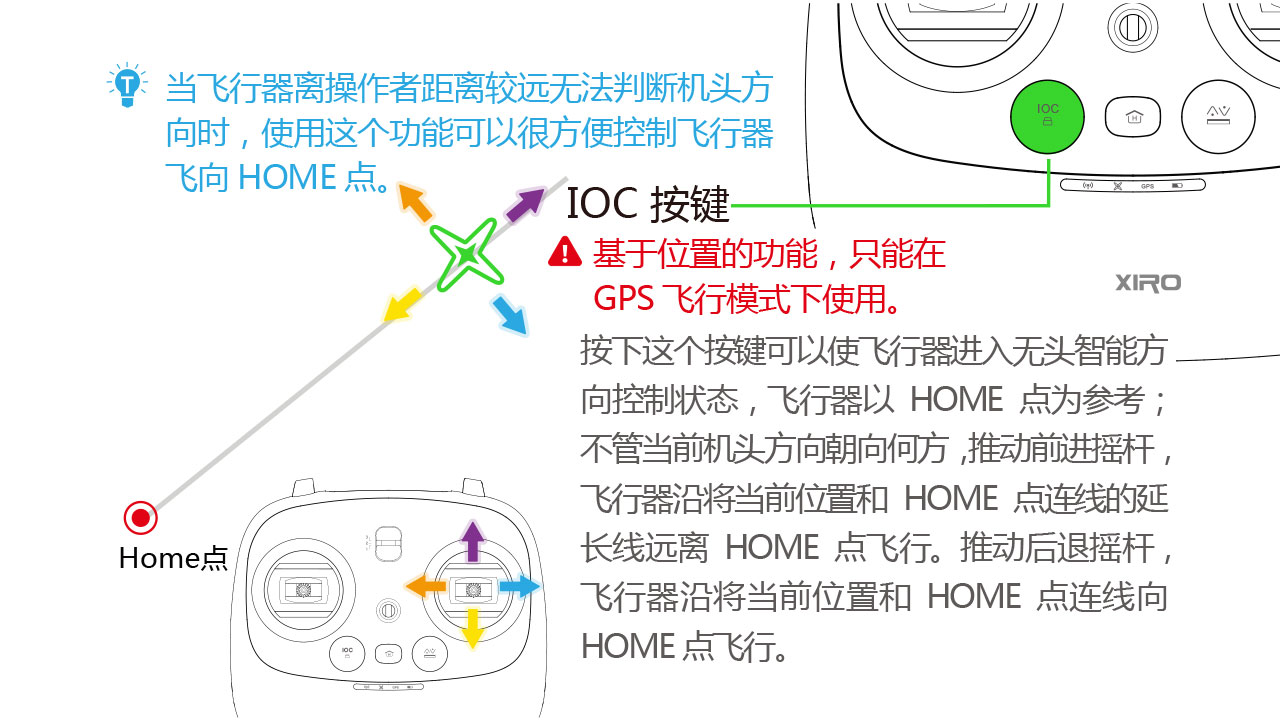 当飞行器离操作者距离较远无法判断机头方
向时，使用这个功能可以很方便控制飞行器
飞向 HOME 点。
IOC
H
GPS
IOC 按键
基于位置的功能，只能在
GPS 飞行模式下使用。
XIRO
按下这个按键可以使飞行器进入无头智能方
向控制状态，飞行器以 HOME 点为参考；
不管当前机头方向朝向何方，推动前进摇杆，
飞行器沿将当前位置和 HOME 点连线的延
长线远离 HOME 点飞行。推动后退摇杆，
飞行器沿将当前位置和 HOME 点连线向
HOME 点飞行。
Home点
IOC
GPS